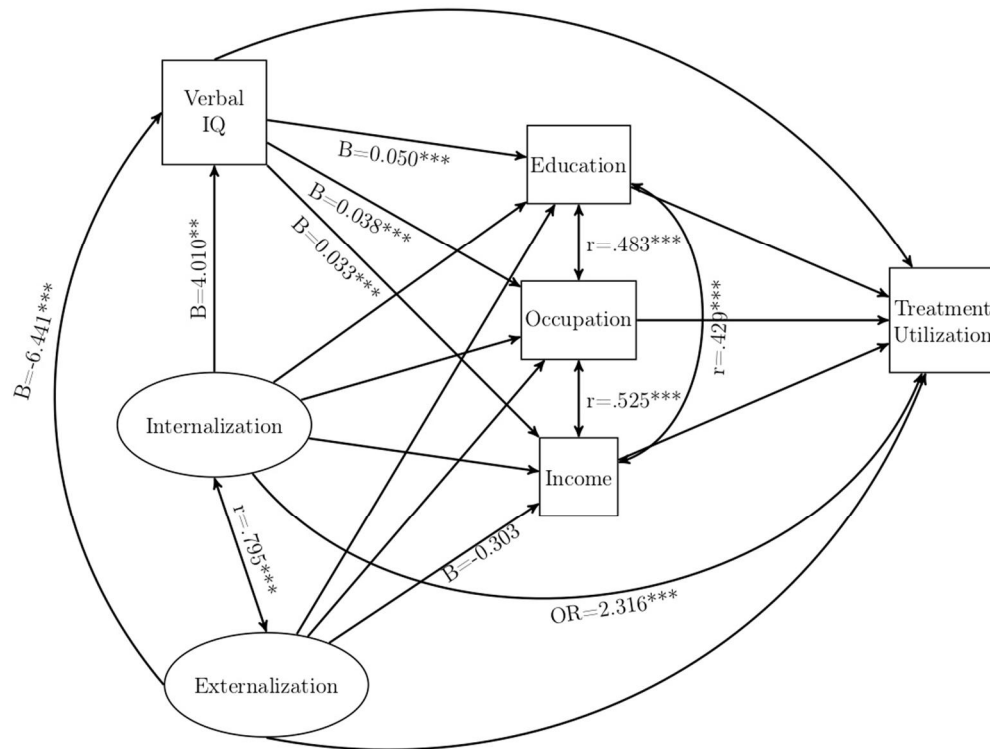 Verbal
IQ
B=0.050***
Education
B=0.038***
B=0.033***
r=.483***
B=4.010**
B=-6.441***
Occupation
r=.429***
Treatment
Utilization
Internalization
r=.525***
Income
r=.795***
B=-0.303
OR=2.316***
Externalization